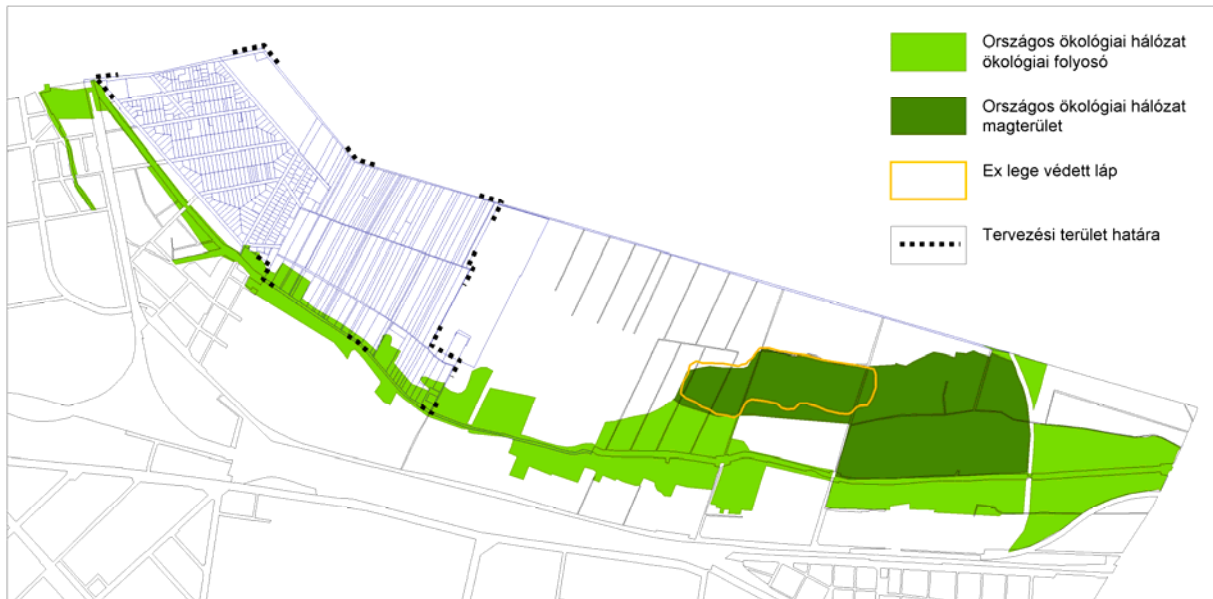 Országos ökológiai hálózat
ökológiai folyosó
Országos ökológiai hálózat
magterület
Ex lege védett láp
Tervezési terület határa